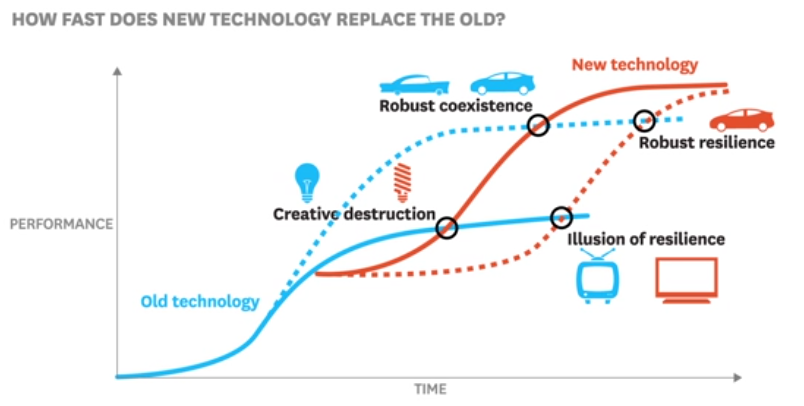 HOW FAST DOES NEW TECHNOLOGY REPLACE THE OLD?
New technology
Robust coexistence
Robust resilience
Creative destruction
PERFORMANCE
Illusion of resilience
Old technology
TIME